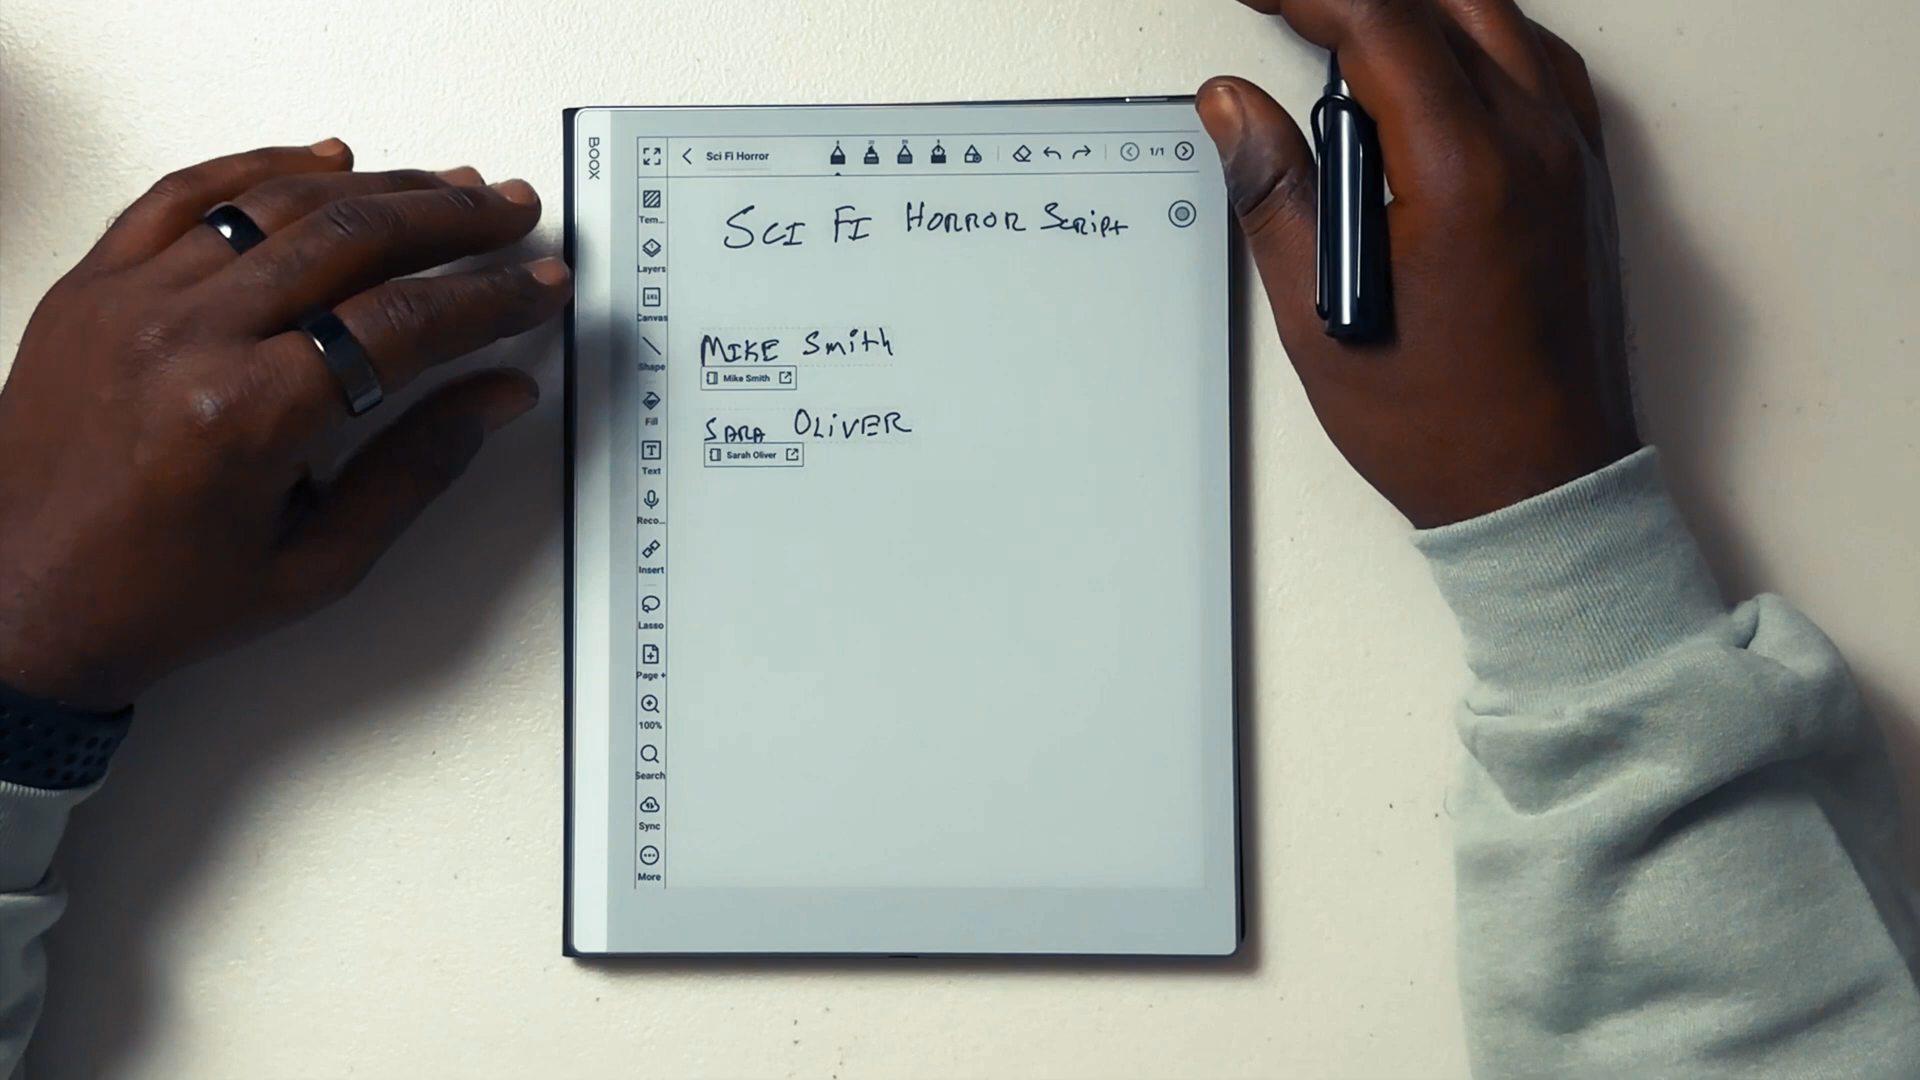 BOOX
Sci Fi Horror
1/1
Tem...
Layers
Canvas
Shape
Fill
Text
Reco...
Insert
Lasso
Page +
100%
Search
Sync
More
SCI FI HORROR Script
MIKE Smith
Mike Smith
SARA OLIVER
Sarah Oliver